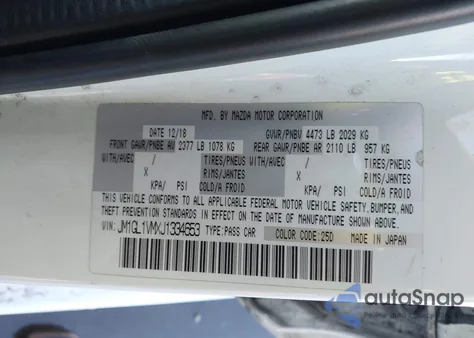 MFD. BY MAZDA MOTOR CORPORATION
DATE 12/18 GVWR/PNBV 4473 LB 2029 KG
FRONT GAWR/PNBE AV 2377 LB 1078 KG REAR GAWR/PNBE AR 2110 LB 957 KG
WITH/AVEC / TIRES/PNEUS WITH/AVEC / TIRES/PNEUS
X RIMS/JANTES X RIMS/JANTES
KPA/ PSI COLD/A FROID KPA/ PSI COLD/A FROID
THIS VEHICLE CONFORMS TO ALL APPLICABLE FEDERAL MOTOR VEHICLE SAFETY, BUMPER, AND
THEFT PREVENTION STANDARDS IN EFFECT ON THE DATE OF MANUFACTURE SHOWN ABOVE.
VIN: JM1GL1VMXJ1334653 TYPE:PASS CAR COLOR CODE:25D MADE IN JAPAN
autoSnap
Public Vehicle Auctions